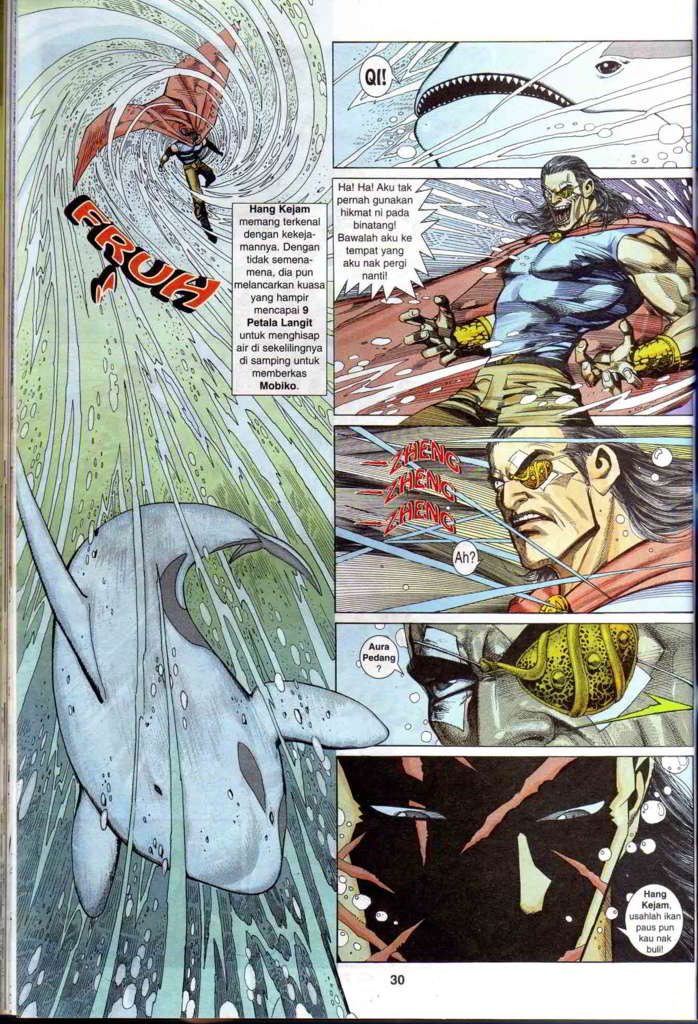 FRUH
Hang Kejam
memang terkenal
dengan kekeja-
mannya. Dengan
tidak semena-
mena, dia pun
melancarkan kuasa
yang hampir
mencapai 9
Petala Langit
untuk menghisap
air di sekelilingnya
di samping untuk
memberkas
Mobiko.
QI!
Ha! Ha! Aku tak
pernah gunakan
hikmat ni pada
binatang!
Bawalah aku ke
tempat yang
aku nak pergi
nanti!
ZHENG
ZHENG
ZHENG
Ah?
Aura
Pedang
?
Hang
Kejam,
usahlah ikan
paus pun
kau nak
buli!
30